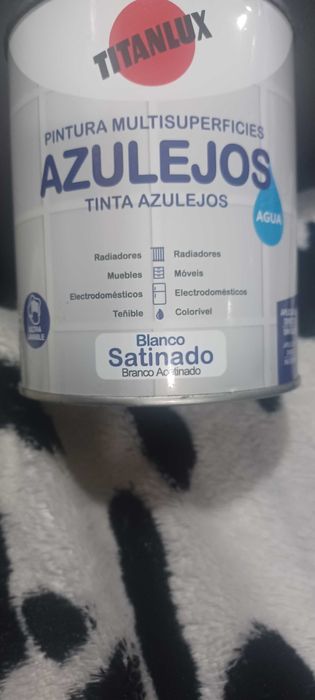 TITANLUX
PINTURA MULTISUPERFICIES
AZULEJOS
TINTA AZULEJOS
AGUA
Radiadores Radiadores
Muebles Móveis
Electrodomésticos Electrodomésticos
Teñible Colorível
Blanco
Satinado
Branco Acetinado